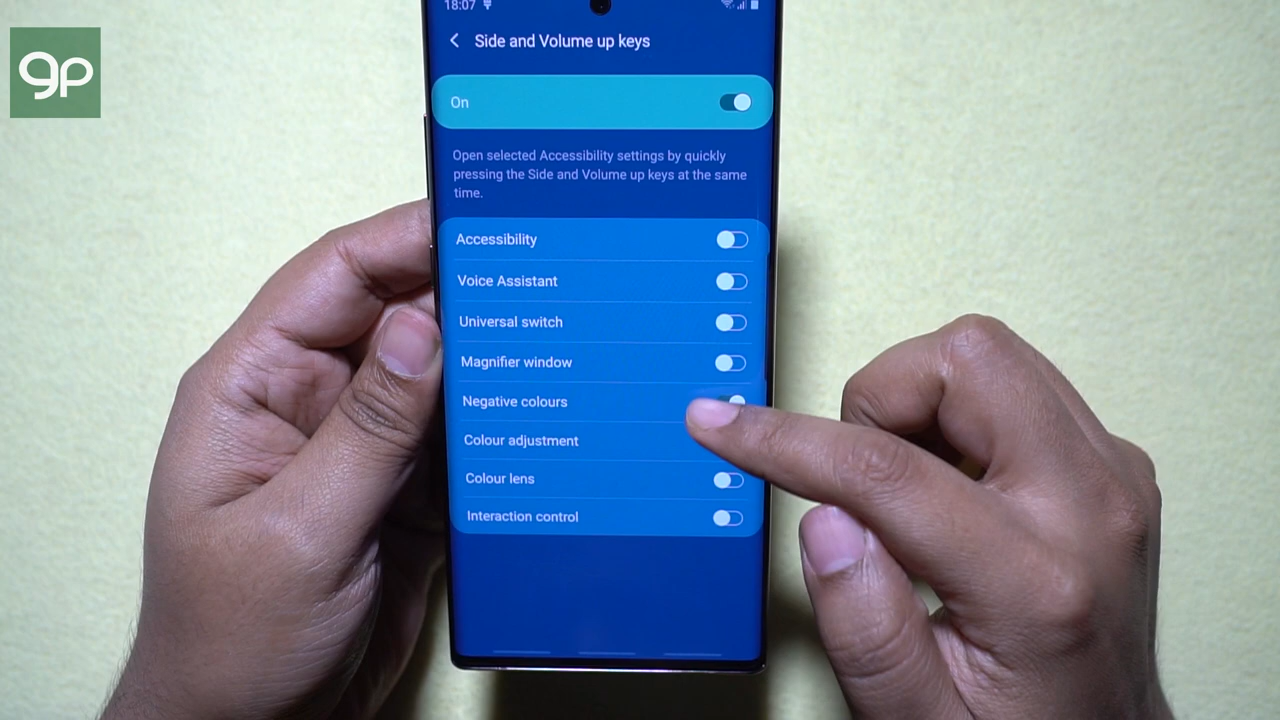 gp
18:07
Side and Volume up keys
On
Open selected Accessibility settings by quickly
pressing the Side and Volume up keys at the same
time.
Accessibility
Voice Assistant
Universal switch
Magnifier window
Negative colours
Colour adjustment
Colour lens
Interaction control